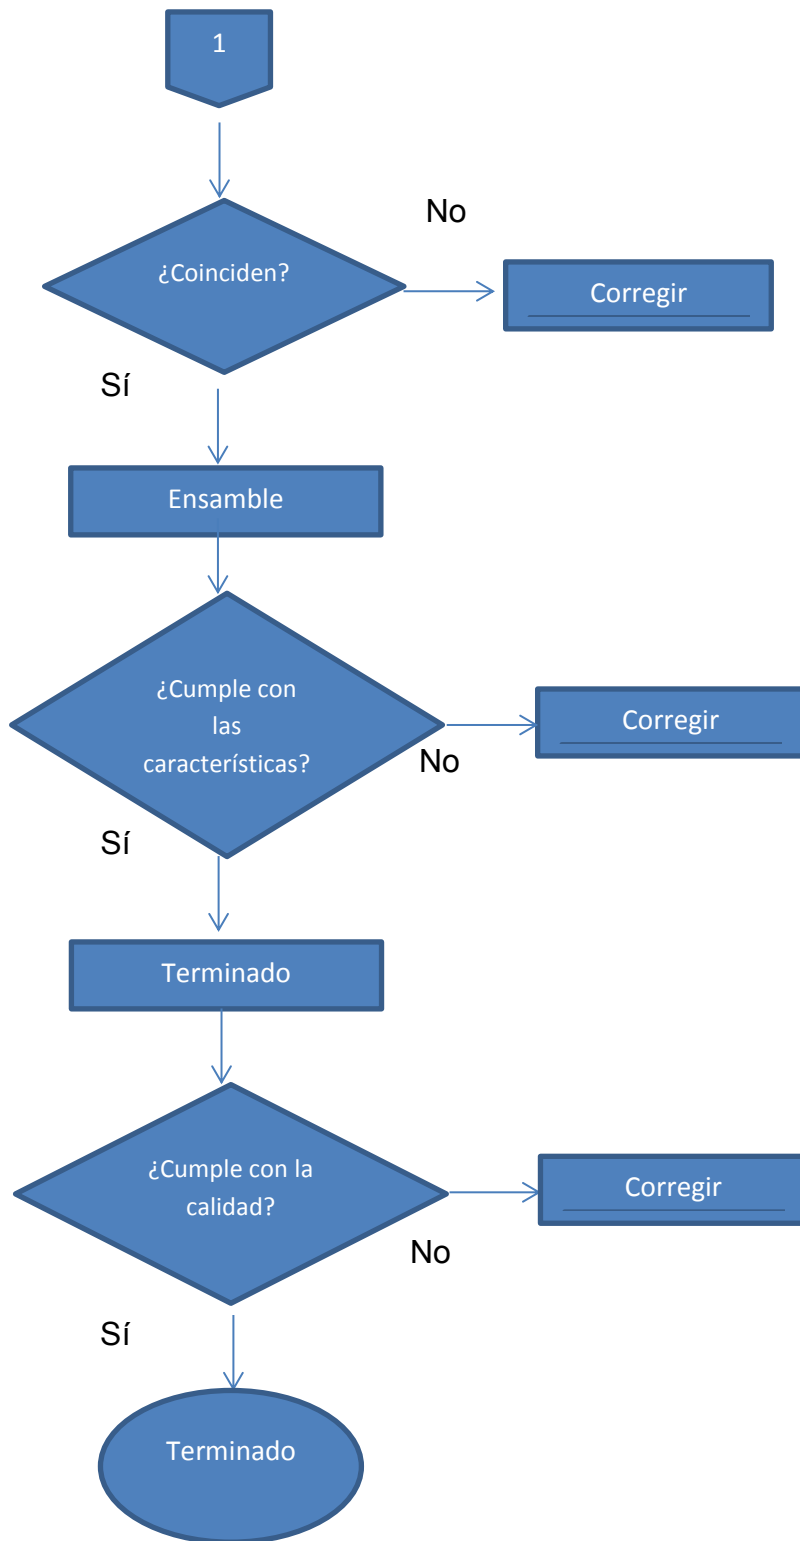 1
No
¿Coinciden?
Corregir
Sí
Ensamble
¿Cumple con
las
características?
Corregir
No
Sí
Terminado
¿Cumple con la
calidad?
Corregir
No
Sí
Terminado